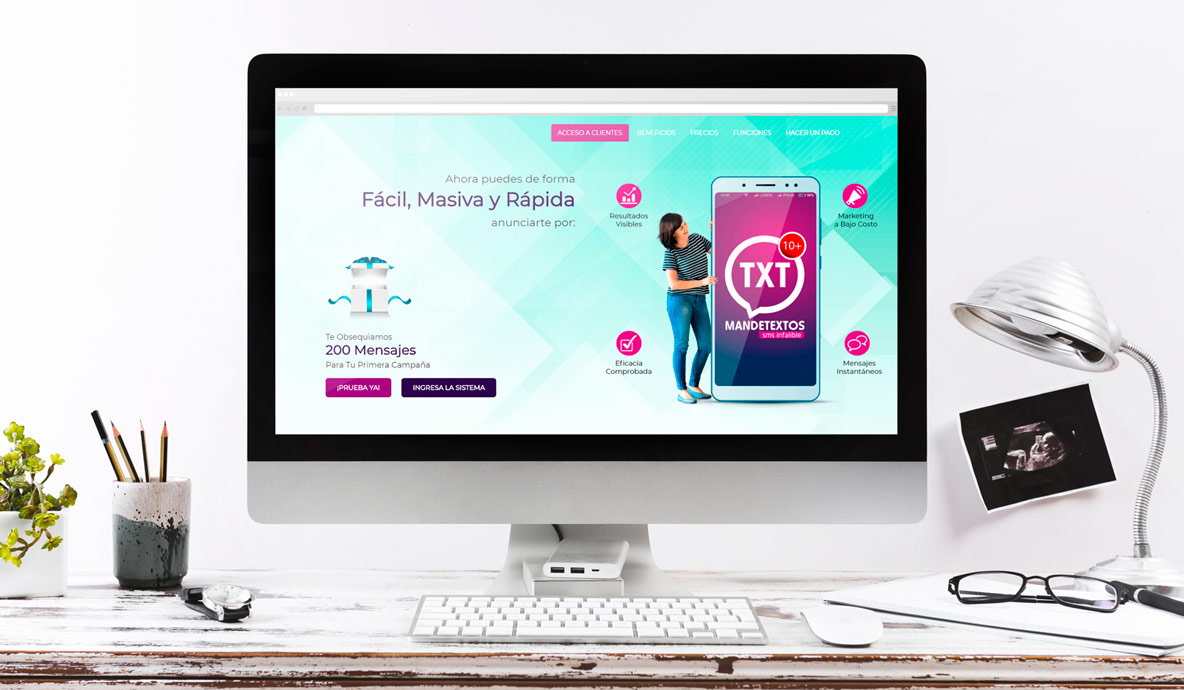 ACCESO A CLIENTES BENEFICIOS PRECIOS FUNCIONES HACER UN PAGO
Ahora puedes de forma
Fácil, Masiva y Rápida
anunciarte por:
Te Obsequiamos
200 Mensajes
Para Tu Primera Campaña
¡PRUEBA YA!
INGRESA LA SISTEMA
Resultados
Visibles
Marketing
a Bajo Costo
10+
TXT
MANDETEXTOS
sms infalible
Eficacia
Comprobada
Mensajes
Instantáneos